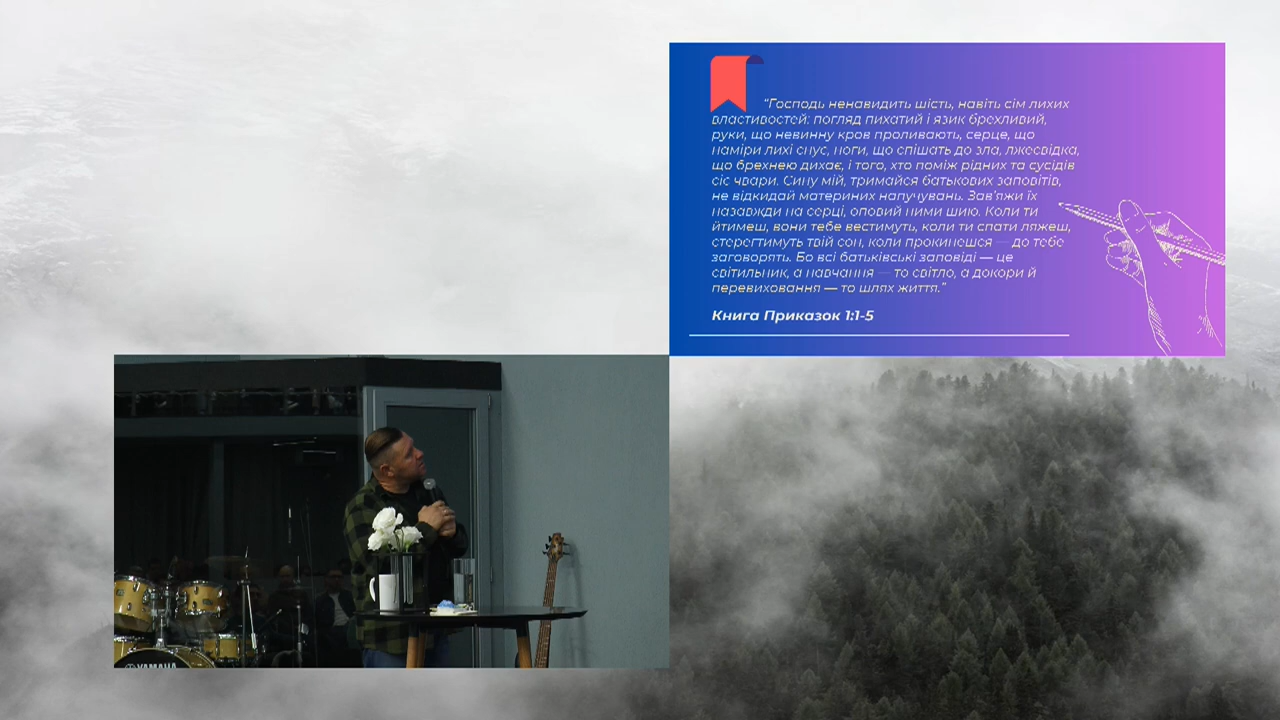 “Господь ненавидить шість, навіть сім лихих
властивостей: погляд пихатий і язик брехливий,
руки, що невинну кров проливають, серце, що
наміри лихі снує, ноги, що спішать до зла, лжесвідка,
що брехнею дихає, і того, хто поміж рідних та сусідів
сіє чвари. Сину мій, тримайся батькових заповітів,
не відкидай материних напучувань. Зав’яжи їх
назавжди на серці, оповий ними шию. Коли ти
йтимеш, вони тебе вестимуть, коли ти спати ляжеш,
стерегтимуть твій сон, коли прокинешся — до тебе
заговорять. Бо всі батьківські заповіді — це
світильник, а навчання — то світло, а докори й
перевиховання — то шлях життя.”
Книга Приказок 1:1-5
YAMAHA